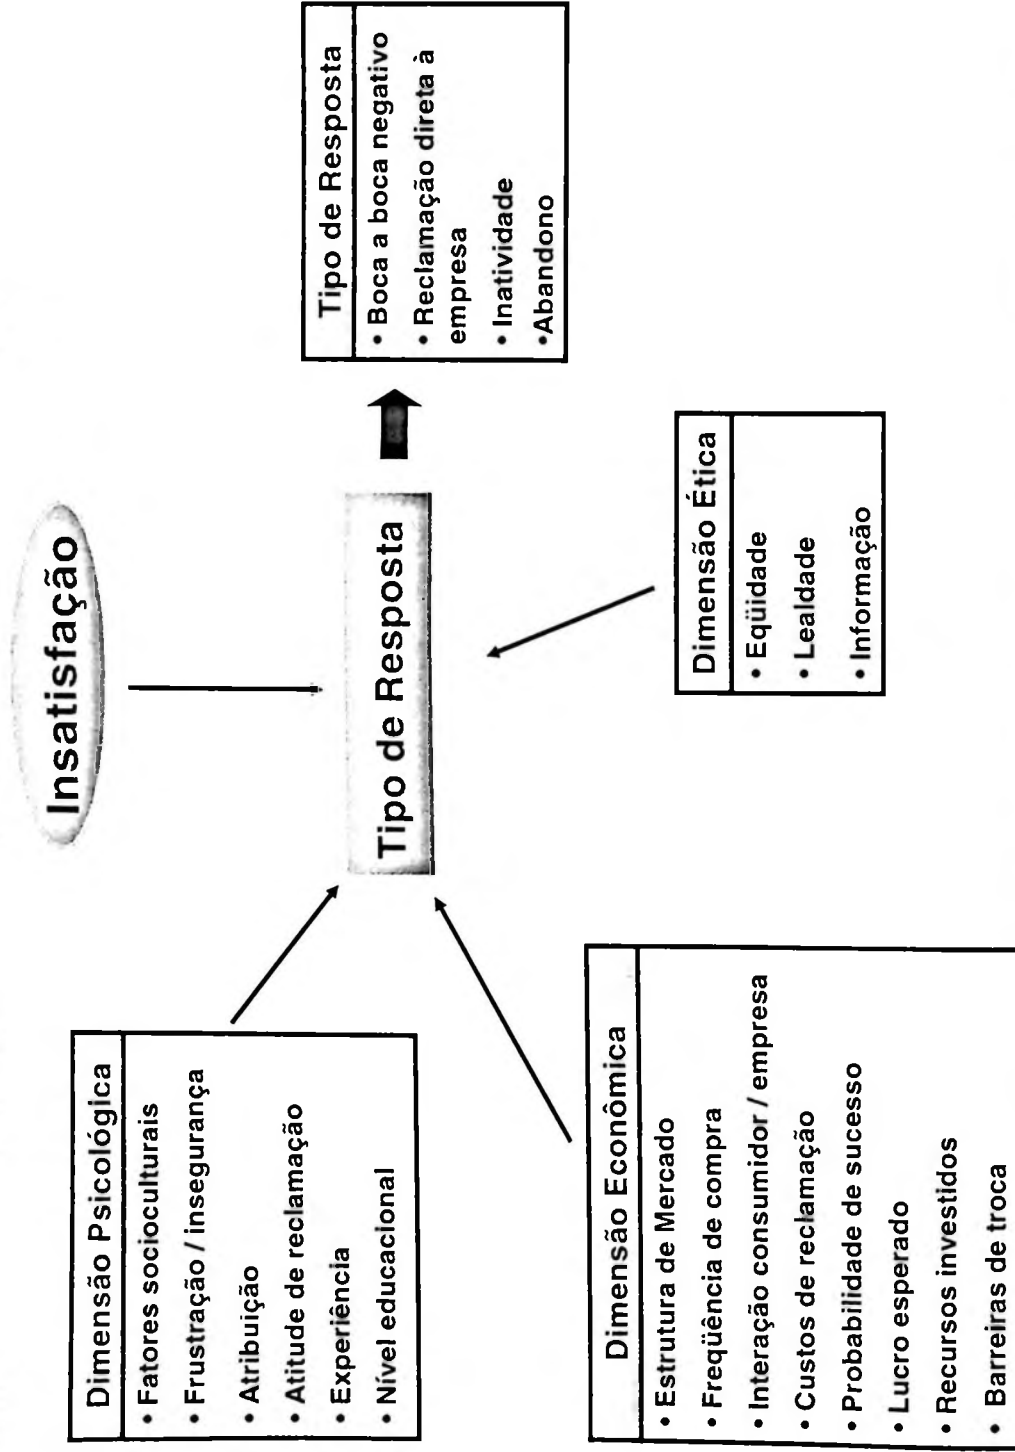 Insatisfação
Dimensão Psicológica
• Fatores socioculturais
• Frustração / insegurança
• Atribuição
• Atitude de reclamação
• Experiência
• Nível educacional
Tipo de Resposta
Tipo de Resposta
• Boca a boca negativo
• Reclamação direta à
empresa
• Inatividade
•Abandono
Dimensão Econômica
• Estrutura de Mercado
• Freqüência de compra
• Interação consumidor / empresa
• Custos de reclamação
• Probabilidade de sucesso
• Lucro esperado
• Recursos investidos
• Barreiras de troca
Dimensão Ética
• Eqüidade
• Lealdade
• Informação